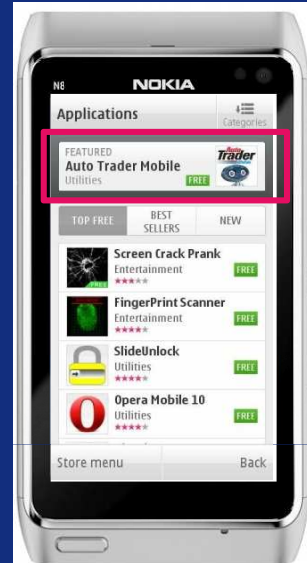 N8
NOKIA
Applications
Categories
FEATURED
Auto Trader Mobile
Utilities
FREE
Auto
Trader
TOP FREE
BEST
SELLERS
NEW
Screen Crack Prank
Entertainment
FREE
FREE
FingerPrint Scanner
Entertainment
FREE
SlideUnlock
Utilities
FREE
Opera Mobile 10
Utilities
FREE
Store menu
Back